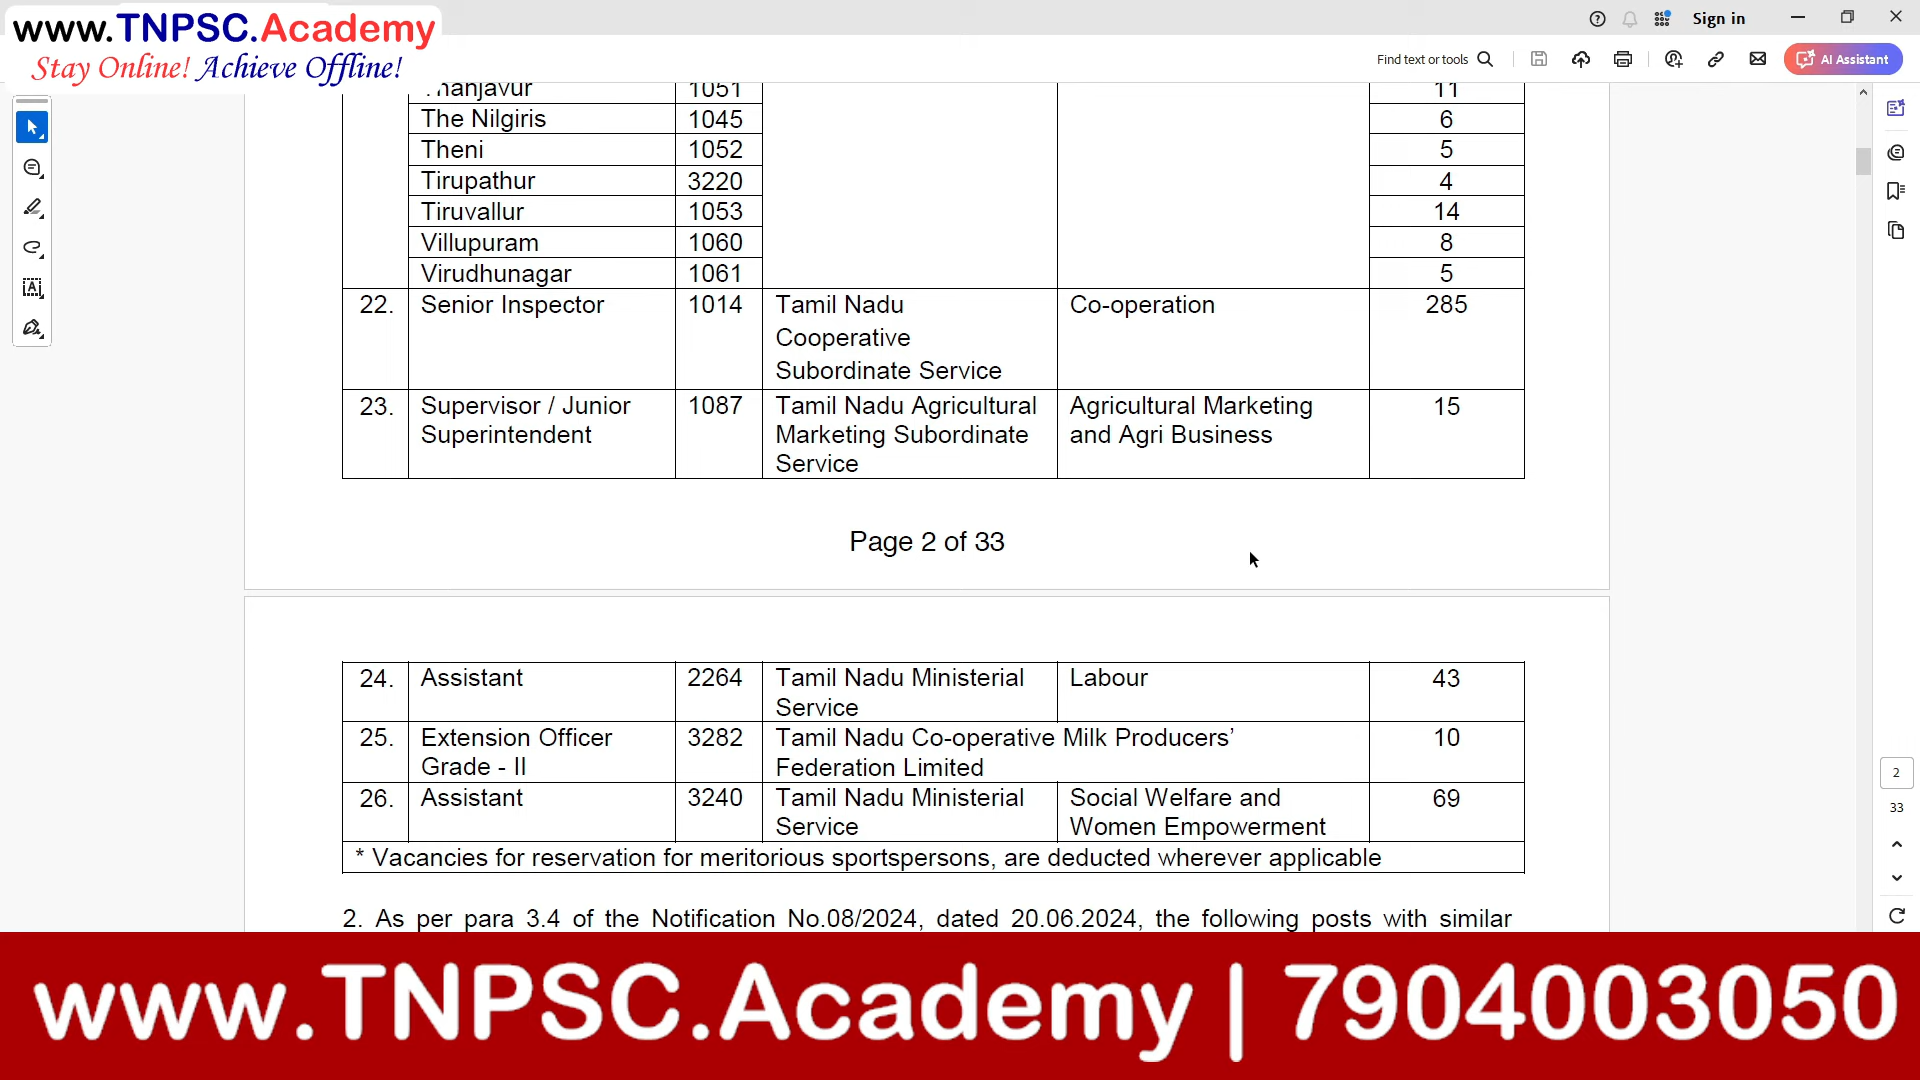 www.TNPSC.Academy
Stay Online! Achieve Offline!
Sign in
Find text or tools
AI Assistant
Thanjavur 1051 11
The Nilgiris 1045 6
Theni 1052 5
Tirupathur 3220 4
Tiruvallur 1053 14
Villupuram 1060 8
Virudhunagar 1061 5
22. Senior Inspector 1014 Tamil Nadu Co-operation 285
Cooperative
Subordinate Service
23. Supervisor / Junior 1087 Tamil Nadu Agricultural Agricultural Marketing 15
Superintendent Marketing Subordinate and Agri Business
Service
Page 2 of 33
24. Assistant 2264 Tamil Nadu Ministerial Labour 43
Service
25. Extension Officer 3282 Tamil Nadu Co-operative Milk Producers’ 10
Grade - II Federation Limited
26. Assistant 3240 Tamil Nadu Ministerial Social Welfare and 69
Service Women Empowerment
* Vacancies for reservation for meritorious sportspersons, are deducted wherever applicable
2. As per para 3.4 of the Notification No.08/2024, dated 20.06.2024, the following posts with similar
2
33
www.TNPSC.Academy | 7904003050